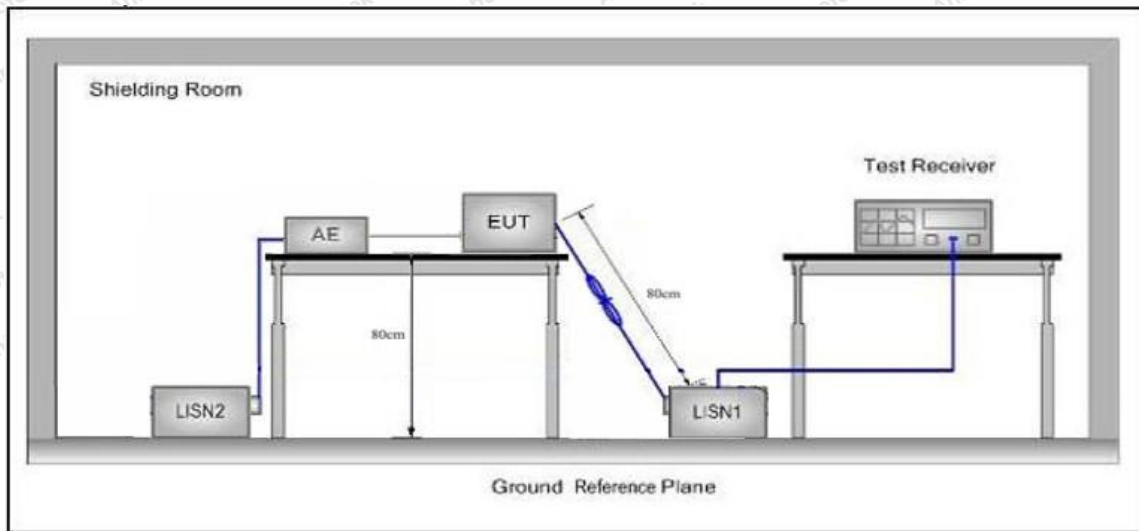 Shielding Room
Test Receiver
AE
EUT
80cm
80cm
LISN2
LISN1
Ground Reference Plane